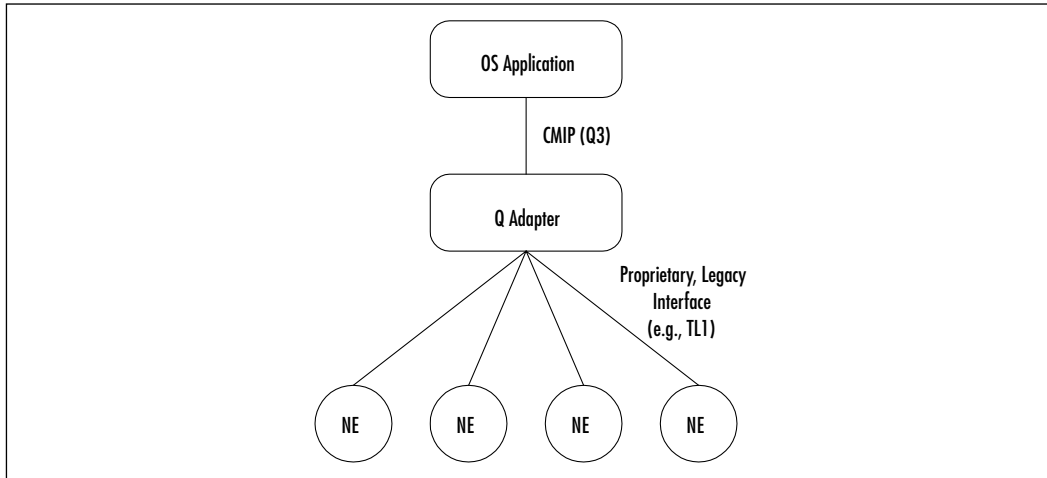 OS Application
CMIP (Q3)
Q Adapter
Proprietary, Legacy
Interface
(e.g., TL1)
NE
NE
NE
NE